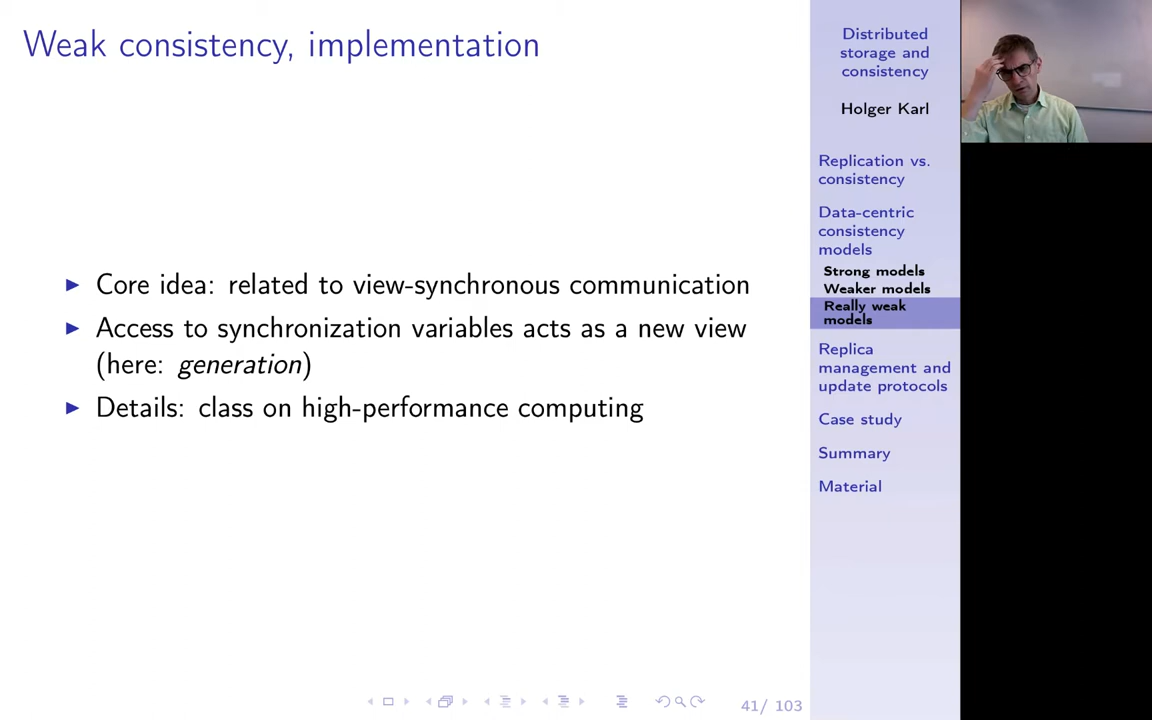 Weak consistency, implementation
► Core idea: related to view-synchronous communication
► Access to synchronization variables acts as a new view
(here: generation)
► Details: class on high-performance computing
41/ 103
Distributed
storage and
consistency
Holger Karl
Replication vs.
consistency
Data-centric
consistency
models
Strong models
Weaker models
Really weak
models
Replica
management and
update protocols
Case study
Summary
Material